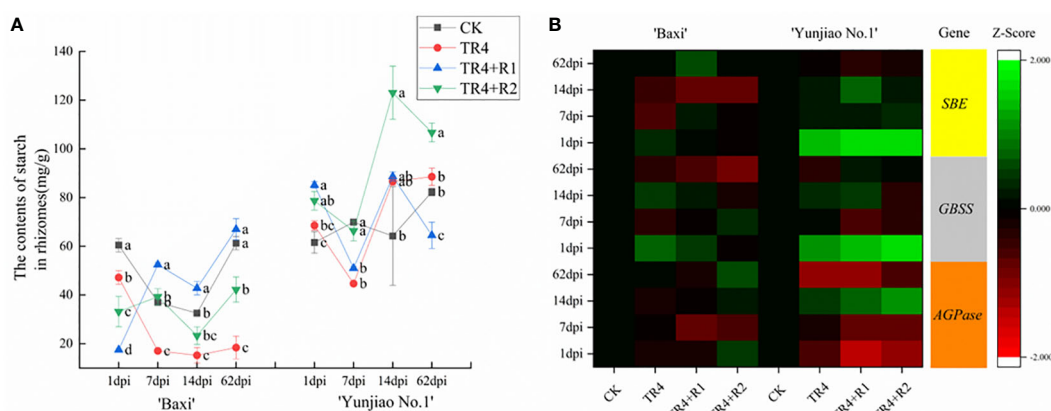 A
The contents of starch
in rhizomes(mg/g)
140
120
100
80
60
40
20
CK
TR4
TR4+R1
TR4+R2
a
b
c
d
a
b
b
c
a
b
bc
c
a
a
b
c
a
ab
bc
c
a
a
b
b
a
ab
ab
b
a
b
b
c
1dpi 7dpi 14dpi 62dpi 1dpi 7dpi 14dpi 62dpi
'Baxi' 'Yunjiao No.1'
B
'Baxi' 'Yunjiao No.1' Gene Z-Score
62dpi
14dpi
7dpi
1dpi
62dpi
14dpi
7dpi
1dpi
62dpi
14dpi
7dpi
1dpi
SBE
GBSS
AGPase
2.000
0.000
-2.000
CK TR4 TR4+R1 TR4+R2 CK TR4 TR4+R1 TR4+R2